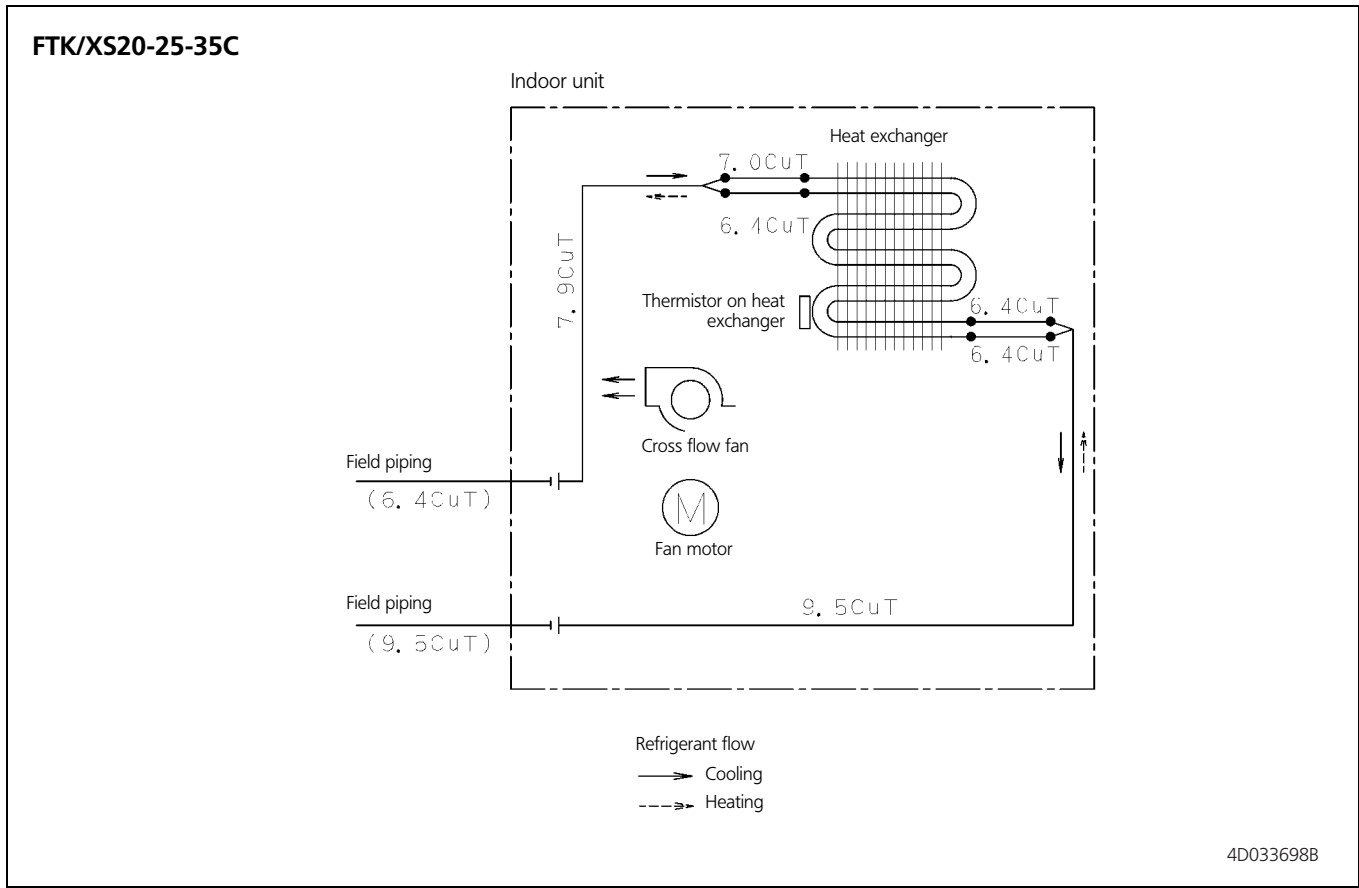 FTK/XS20-25-35C
Indoor unit
Heat exchanger
7. 0CuT
6. 4CuT
7. 9CuT
Thermistor on heat
exchanger
6. 4CuT
6. 4CuT
Cross flow fan
Field piping
(6. 4CuT)
M
Fan motor
Field piping
(9. 5CuT)
9. 5CuT
Refrigerant flow
Cooling
Heating
4D033698B